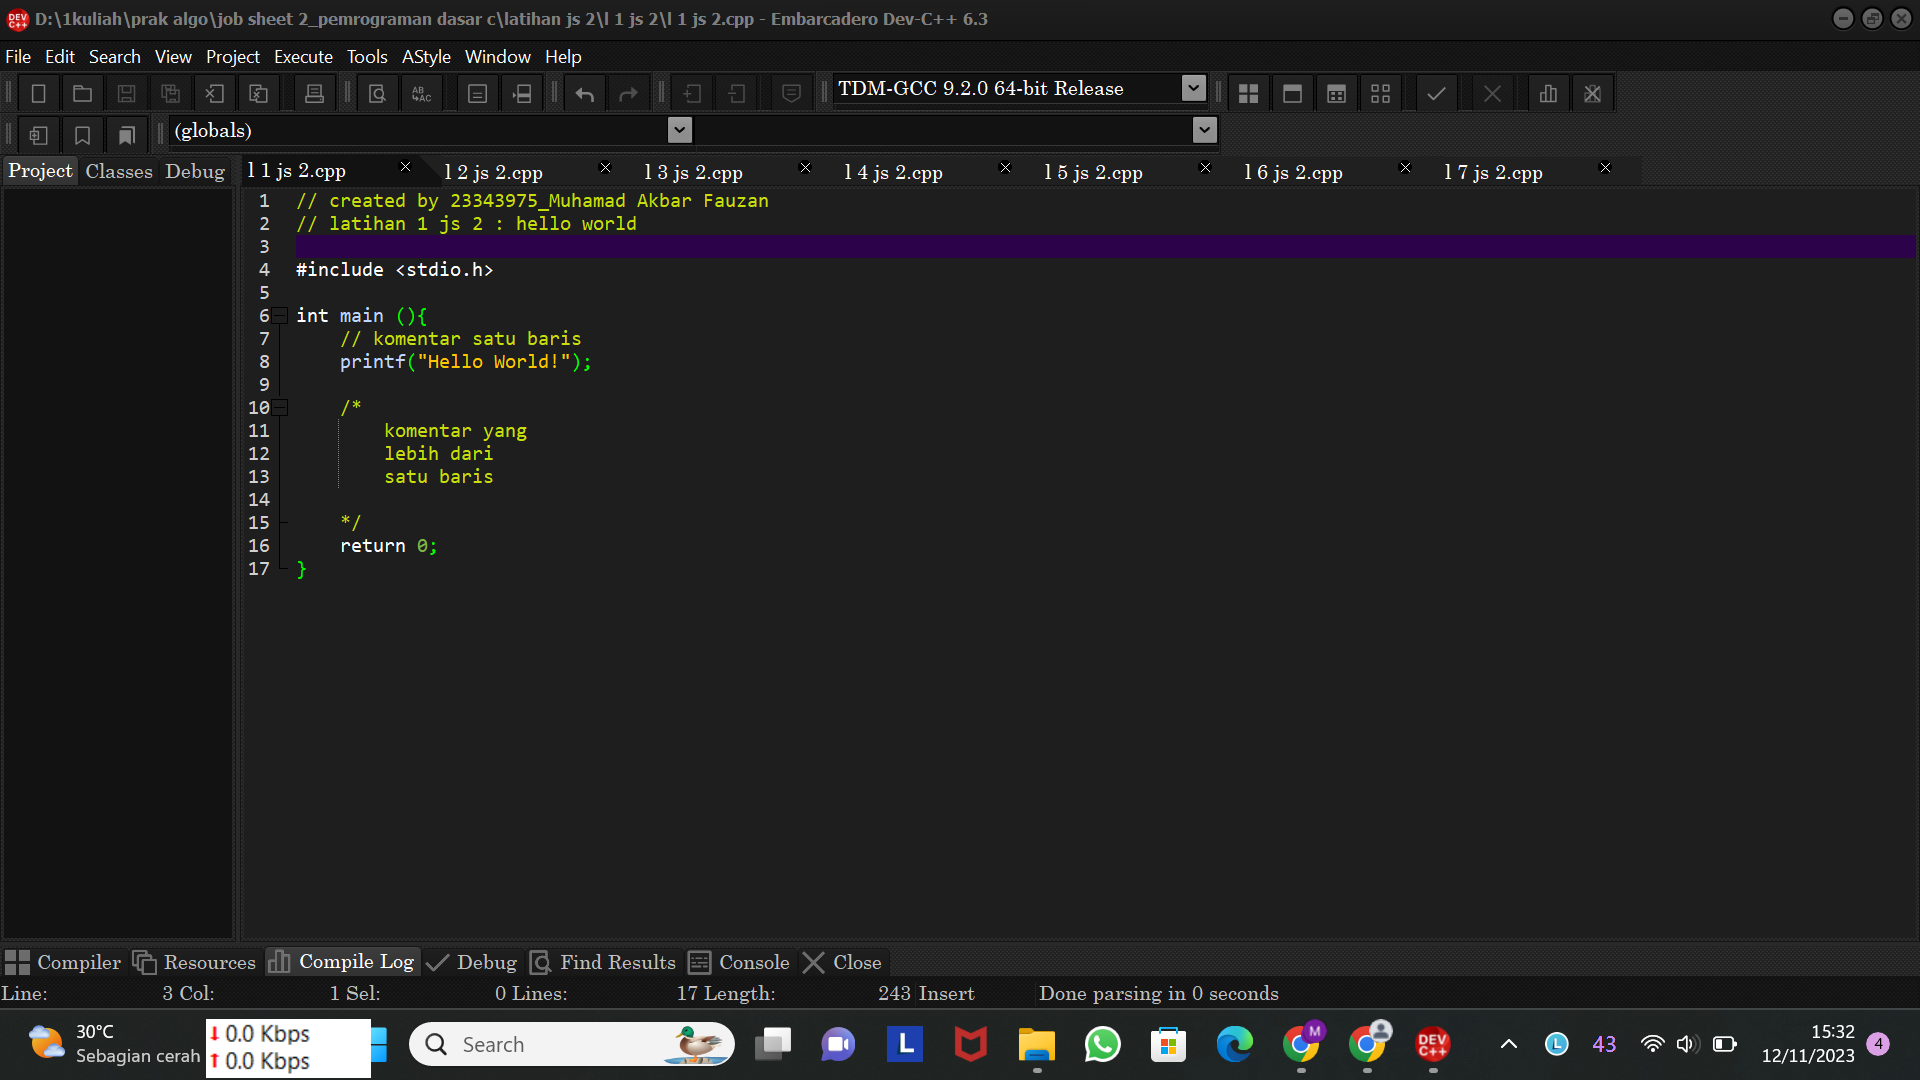 D:\1kuliah\prak algo\job sheet 2_pemrograman dasar c\latihan js 2\l 1 js 2\l 1 js 2.cpp - Embarcadero Dev-C++ 6.3
File Edit Search View Project Execute Tools AStyle Window Help
TDM-GCC 9.2.0 64-bit Release
(globals)
Project Classes Debug
l 1 js 2.cpp l 2 js 2.cpp l 3 js 2.cpp l 4 js 2.cpp l 5 js 2.cpp l 6 js 2.cpp l 7 js 2.cpp
1 // created by 23343975_Muhamad Akbar Fauzan
2 // latihan 1 js 2 : hello world
3
4 #include <stdio.h>
5
6 int main (){
7 // komentar satu baris
8 printf("Hello World!");
9
10 /*
11 komentar yang
12 lebih dari
13 satu baris
14
15 */
16 return 0;
17 }
Compiler Resources Compile Log Debug Find Results Console Close
Line: 3 Col: 1 Sel: 0 Lines: 17 Length: 243 Insert Done parsing in 0 seconds
30°C
Sebagian cerah
0.0 Kbps
0.0 Kbps
Search
L
M
DEV C++
L
43
15:32
12/11/2023
4